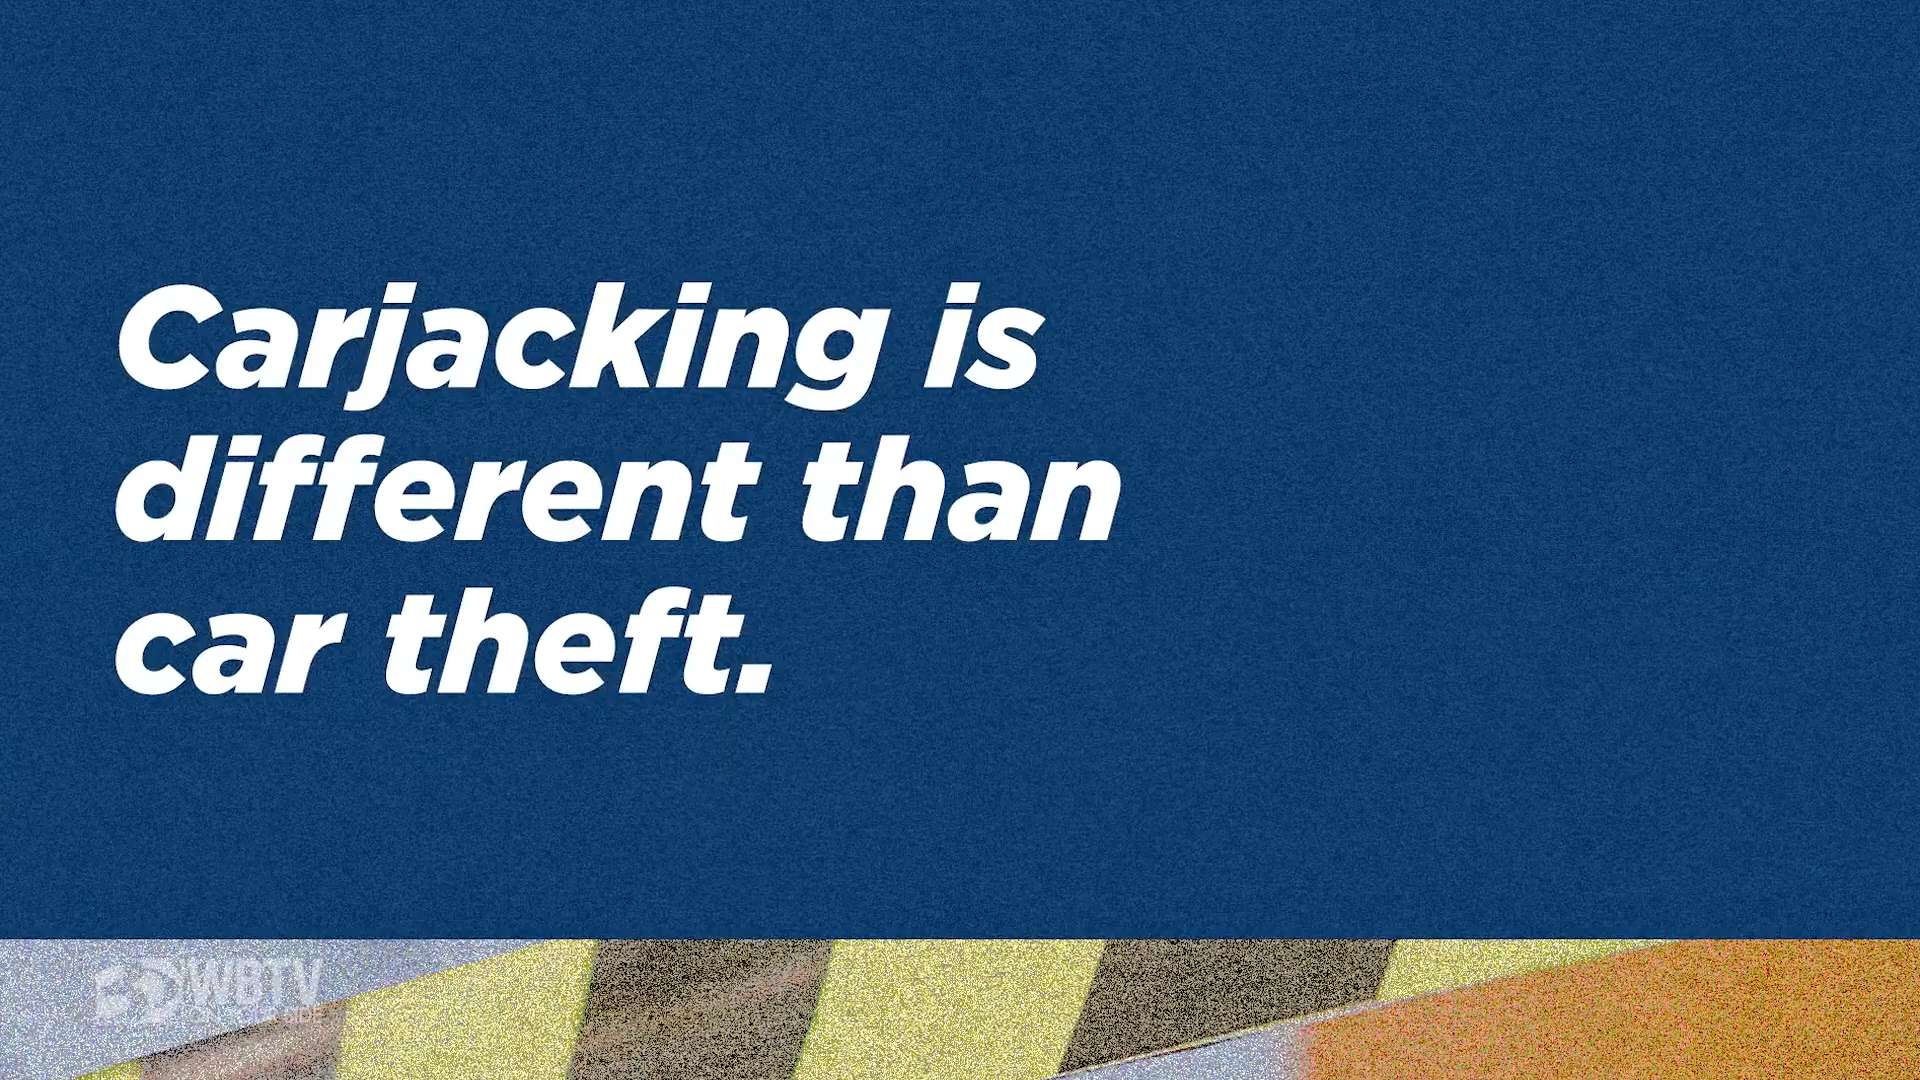 Carjacking is
different than
car theft.
WBTV